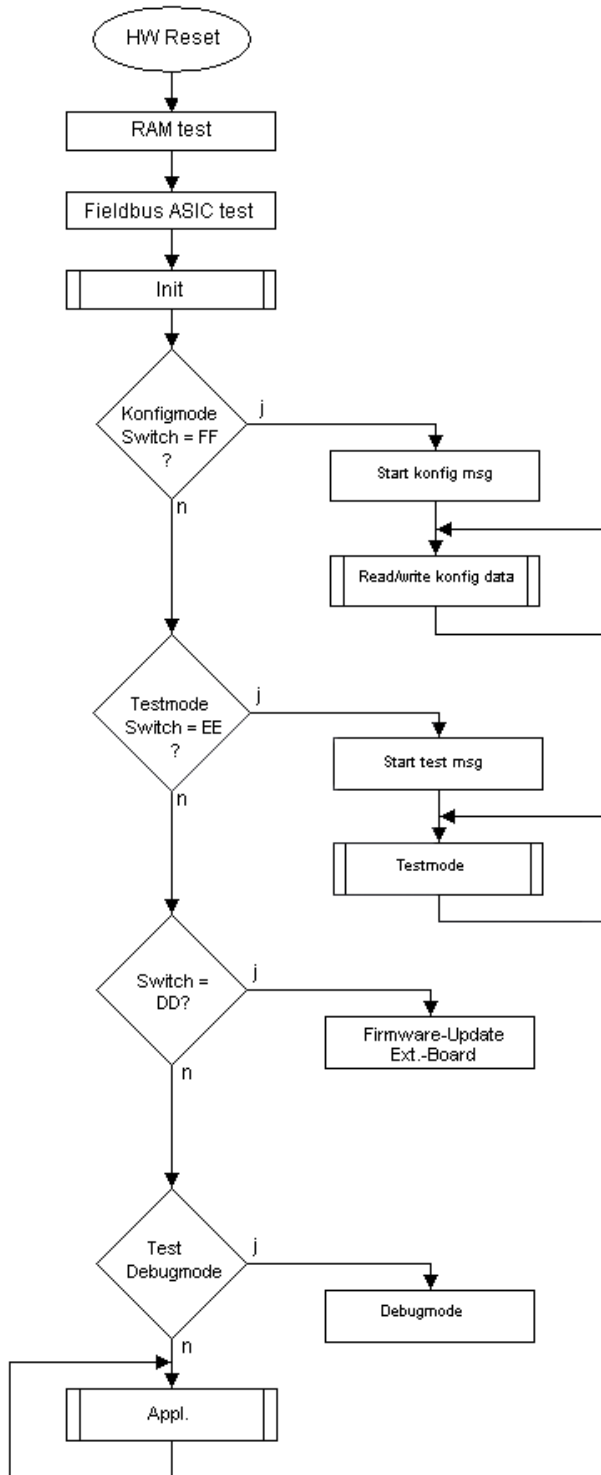 HW Reset
RAM test
Fieldbus ASIC test
Init
Konfigmode
Switch = FF
?
j
n
Start konfig msg
Read/write konfig data
Testmode
Switch = EE
?
j
n
Start test msg
Testmode
Switch =
DD?
j
n
Firmware-Update
Ext.-Board
Test
Debugmode
j
n
Debugmode
Appl.